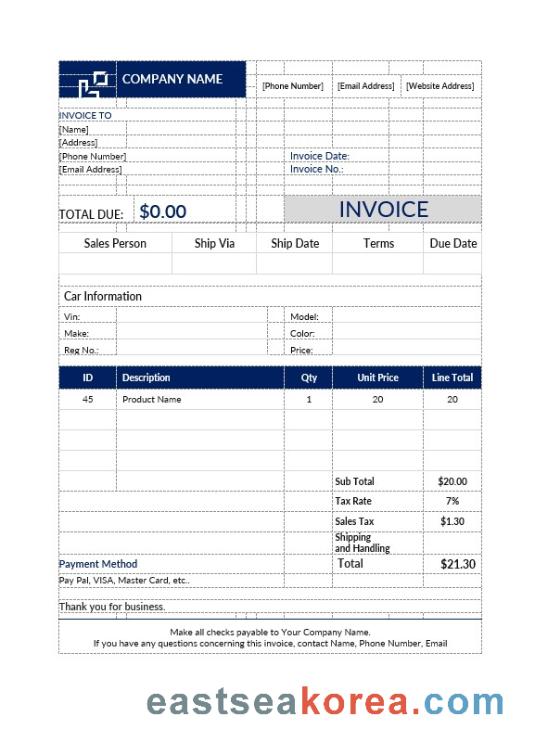 COMPANY NAME
[Phone Number] [Email Address] [Website Address]
INVOICE TO
[Name]
[Address]
[Phone Number] Invoice Date:
[Email Address] Invoice No.:
TOTAL DUE: $0.00 INVOICE
Sales Person Ship Via Ship Date Terms Due Date
Car Information
Vin: Model:
Make: Color:
Reg No.: Price:
ID Description Qty Unit Price Line Total
45 Product Name 1 20 20
Sub Total $20.00
Tax Rate 7%
Sales Tax $1.30
Shipping
and Handling
Payment Method Total $21.30
Pay Pal, VISA, Master Card, etc..
Thank you for business.
Make all checks payable to Your Company Name.
If you have any questions concerning this invoice, contact Name, Phone Number, Email
eastseakorea.com